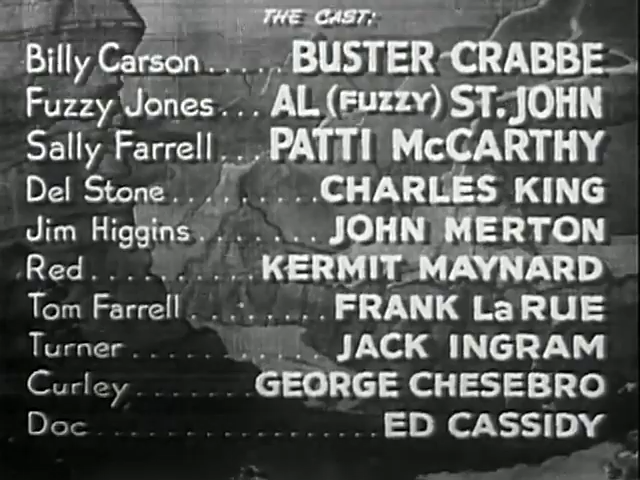 THE CAST:
Billy Carson..... BUSTER CRABBE
Fuzzy Jones... AL (FUZZY) ST. JOHN
Sally Farrell... PATTI McCARTHY
Del Stone.......... CHARLES KING
Jim Higgins........ JOHN MERTON
Red............ KERMIT MAYNARD
Tom Farrell......... FRANK LaRUE
Turner............. JACK INGRAM
Curley........ GEORGE CHESEBRO
Doc.................. ED CASSIDY